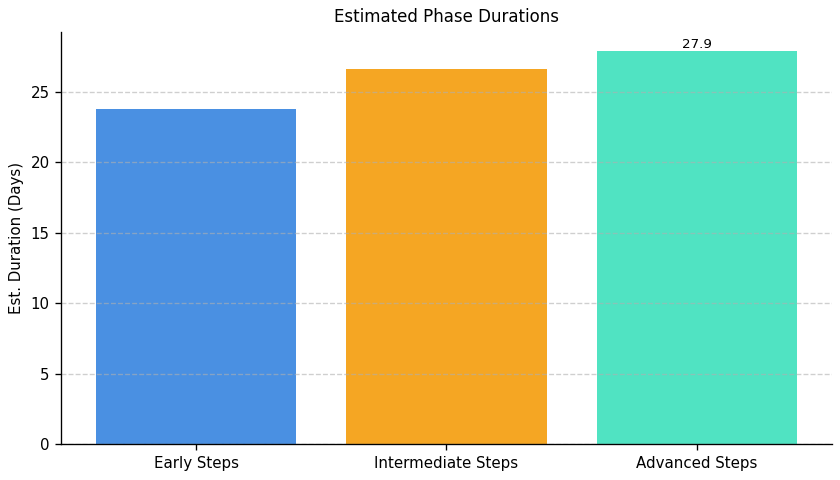 Estimated Phase Durations
27.9
25
20
15
10
5
0
Est. Duration (Days)
Early Steps
Intermediate Steps
Advanced Steps